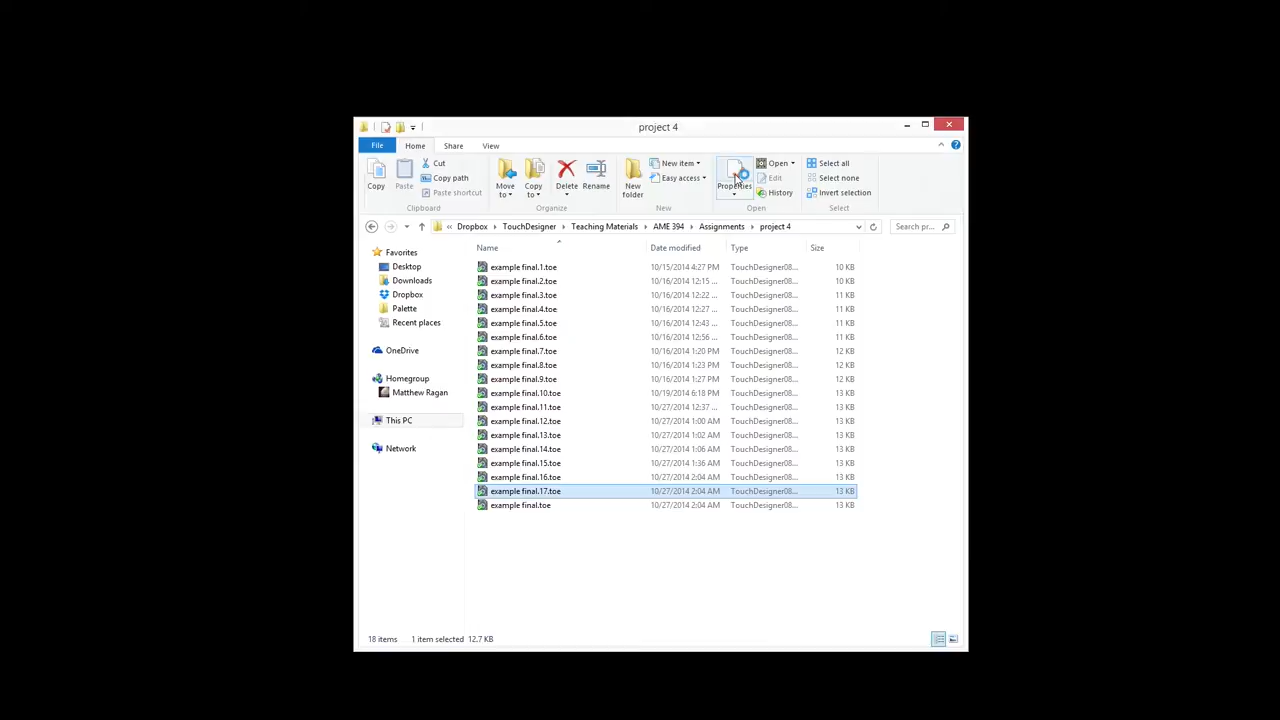 project 4
File Home Share View
Copy
Paste
Cut
Copy path
Paste shortcut
Clipboard
Move to
Copy to
Delete
Rename
Organize
New folder
New item
Easy access
New
Properties
Open
Edit
History
Open
Select all
Select none
Invert selection
Select
« Dropbox TouchDesigner Teaching Materials AME 394 Assignments project 4 Search pr...
Favorites
Desktop
Downloads
Dropbox
Palette
Recent places
OneDrive
Homegroup
Matthew Ragan
This PC
Network
Name Date modified Type Size
example final.1.toe 10/15/2014 4:27 PM TouchDesigner08... 10 KB
example final.2.toe 10/16/2014 12:15 ... TouchDesigner08... 10 KB
example final.3.toe 10/16/2014 12:22 ... TouchDesigner08... 11 KB
example final.4.toe 10/16/2014 12:27 ... TouchDesigner08... 11 KB
example final.5.toe 10/16/2014 12:43 ... TouchDesigner08... 11 KB
example final.6.toe 10/16/2014 12:56 ... TouchDesigner08... 11 KB
example final.7.toe 10/16/2014 1:20 PM TouchDesigner08... 12 KB
example final.8.toe 10/16/2014 1:23 PM TouchDesigner08... 12 KB
example final.9.toe 10/16/2014 1:27 PM TouchDesigner08... 12 KB
example final.10.toe 10/19/2014 6:18 PM TouchDesigner08... 13 KB
example final.11.toe 10/27/2014 12:37 ... TouchDesigner08... 13 KB
example final.12.toe 10/27/2014 1:00 AM TouchDesigner08... 13 KB
example final.13.toe 10/27/2014 1:02 AM TouchDesigner08... 13 KB
example final.14.toe 10/27/2014 1:06 AM TouchDesigner08... 13 KB
example final.15.toe 10/27/2014 1:36 AM TouchDesigner08... 13 KB
example final.16.toe 10/27/2014 2:04 AM TouchDesigner08... 13 KB
example final.17.toe 10/27/2014 2:04 AM TouchDesigner08... 13 KB
example final.toe 10/27/2014 2:04 AM TouchDesigner08... 13 KB
18 items 1 item selected 12.7 KB